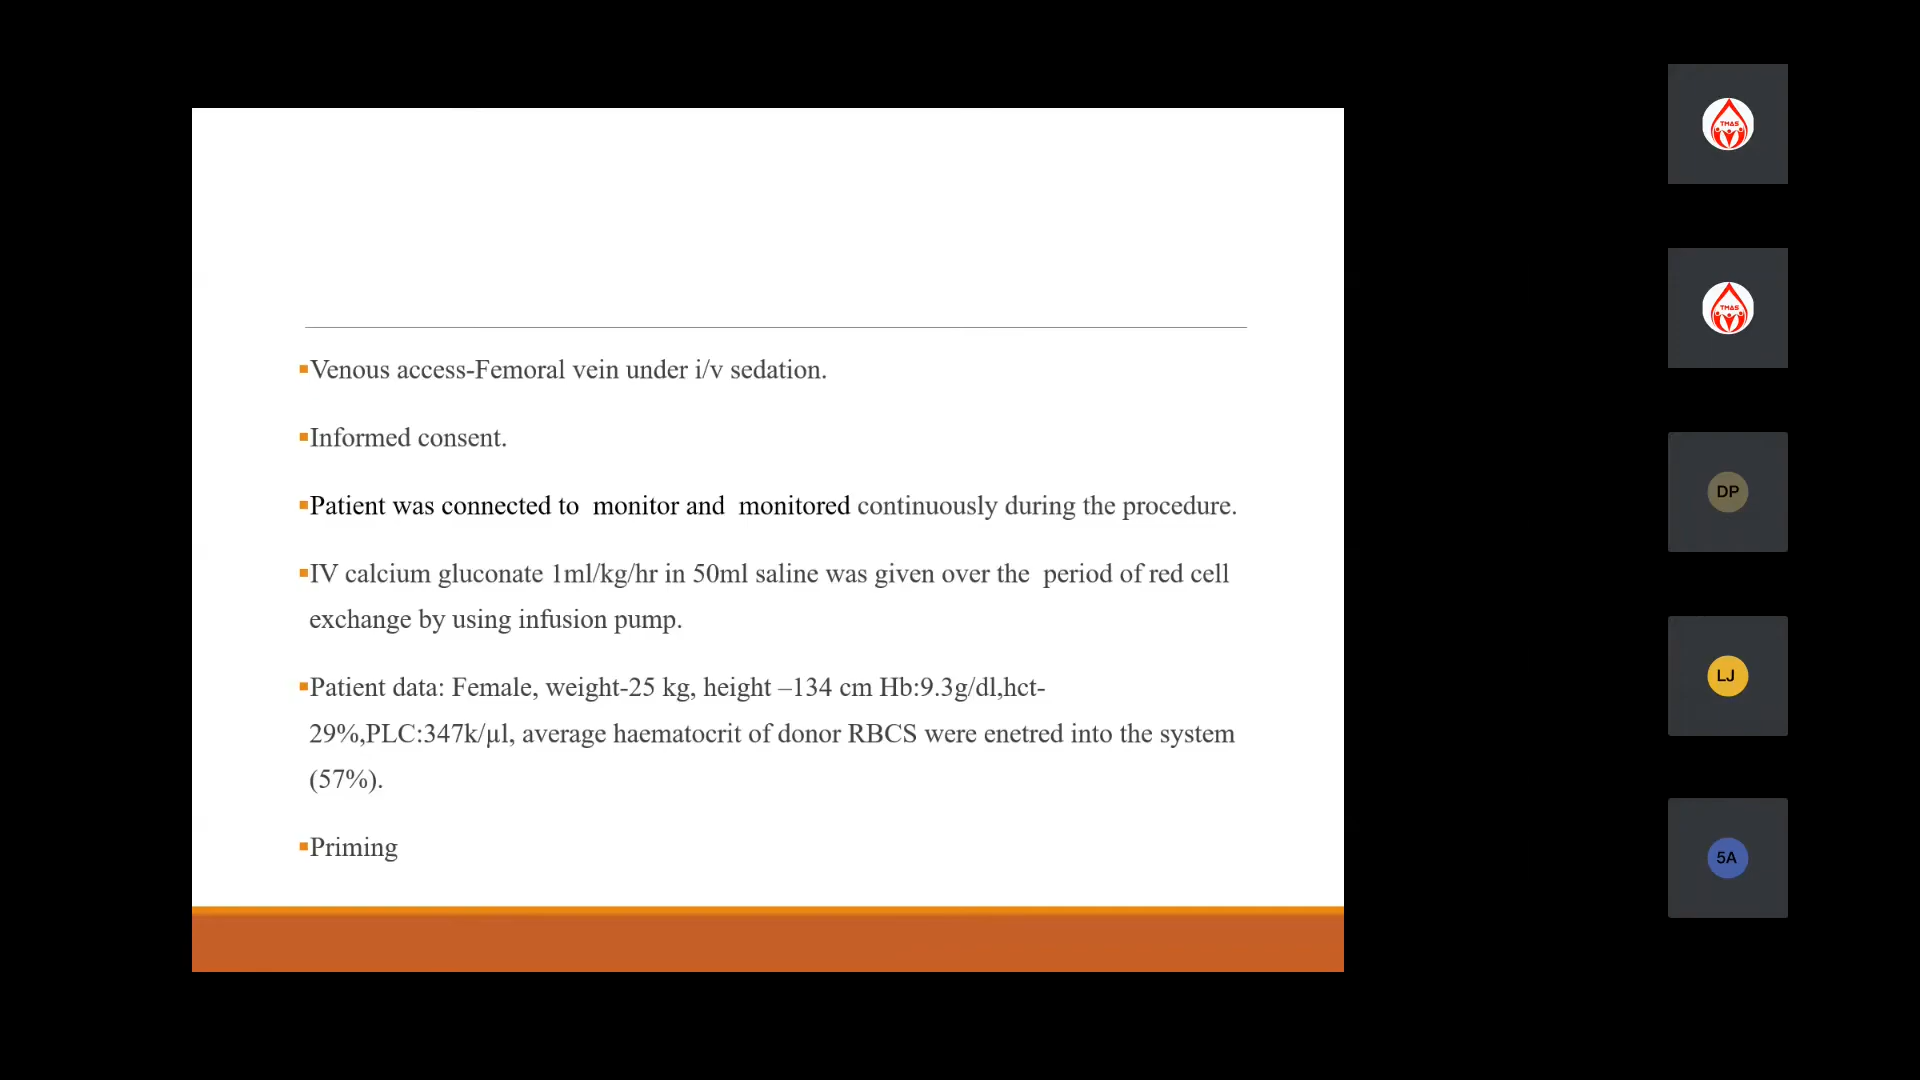 ▪Venous access-Femoral vein under i/v sedation.
▪Informed consent.
▪Patient was connected to  monitor and  monitored continuously during the procedure.
▪IV calcium gluconate 1ml/kg/hr in 50ml saline was given over the  period of red cell
exchange by using infusion pump.
▪Patient data: Female, weight-25 kg, height –134 cm Hb:9.3g/dl,hct-
29%,PLC:347k/µl, average haematocrit of donor RBCS were enetred into the system
(57%).
▪Priming
TMAS
TMAS
DP
LJ
5A